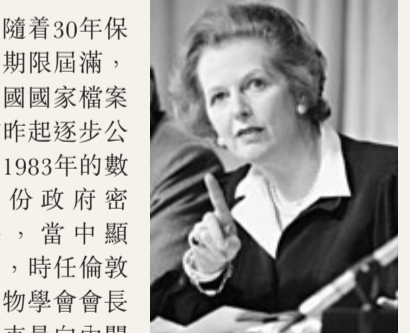 隨着30年保
期限屆滿，
國國家檔案
昨起逐步公
1983年的數
份政府密
，當中顯
，時任倫敦
物學會會長